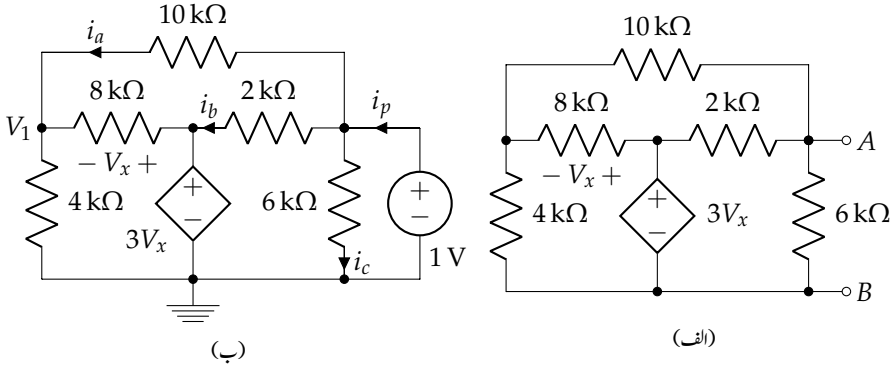 10 kΩ
i_a
8 kΩ
i_b
2 kΩ
i_p
V_1
− V_x +
4 kΩ
+
−
3V_x
6 kΩ
+
−
1 V
i_c
(ب)
10 kΩ
8 kΩ
2 kΩ
A
− V_x +
4 kΩ
+
−
3V_x
6 kΩ
B
(الف)